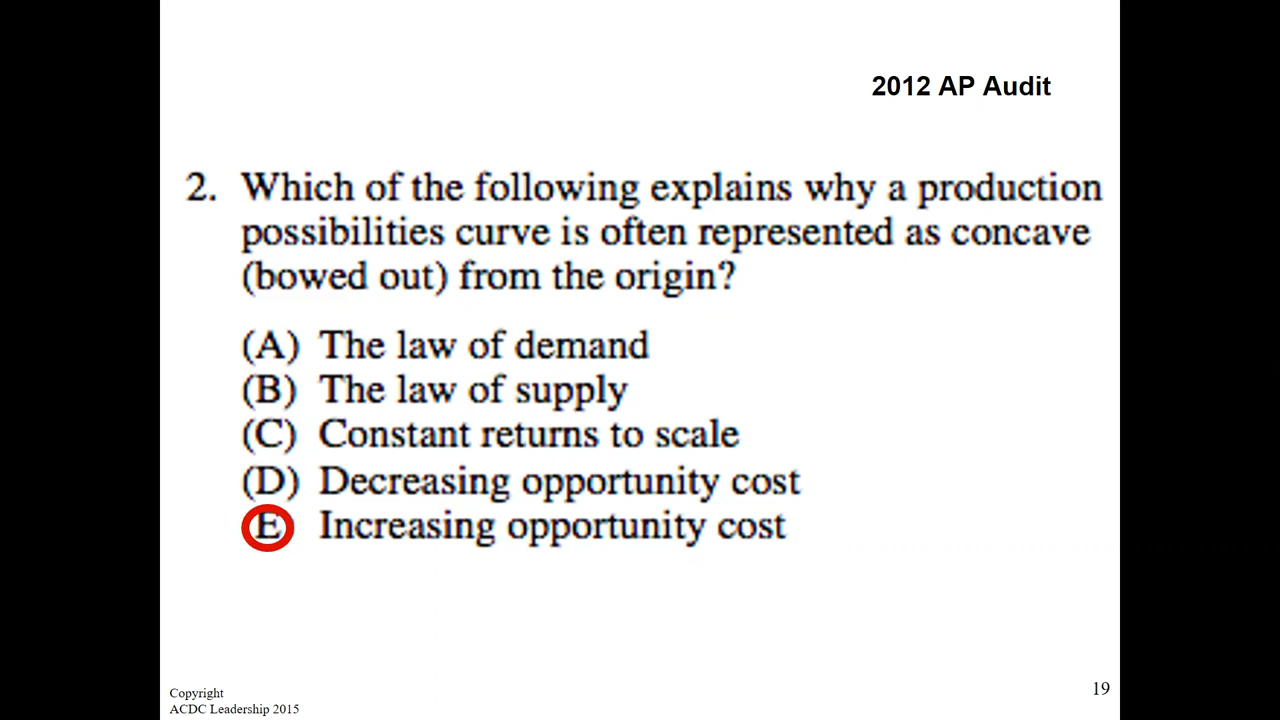 2012 AP Audit
2. Which of the following explains why a production
possibilities curve is often represented as concave
(bowed out) from the origin?
(A) The law of demand
(B) The law of supply
(C) Constant returns to scale
(D) Decreasing opportunity cost
E Increasing opportunity cost
Copyright
ACDC Leadership 2015
19